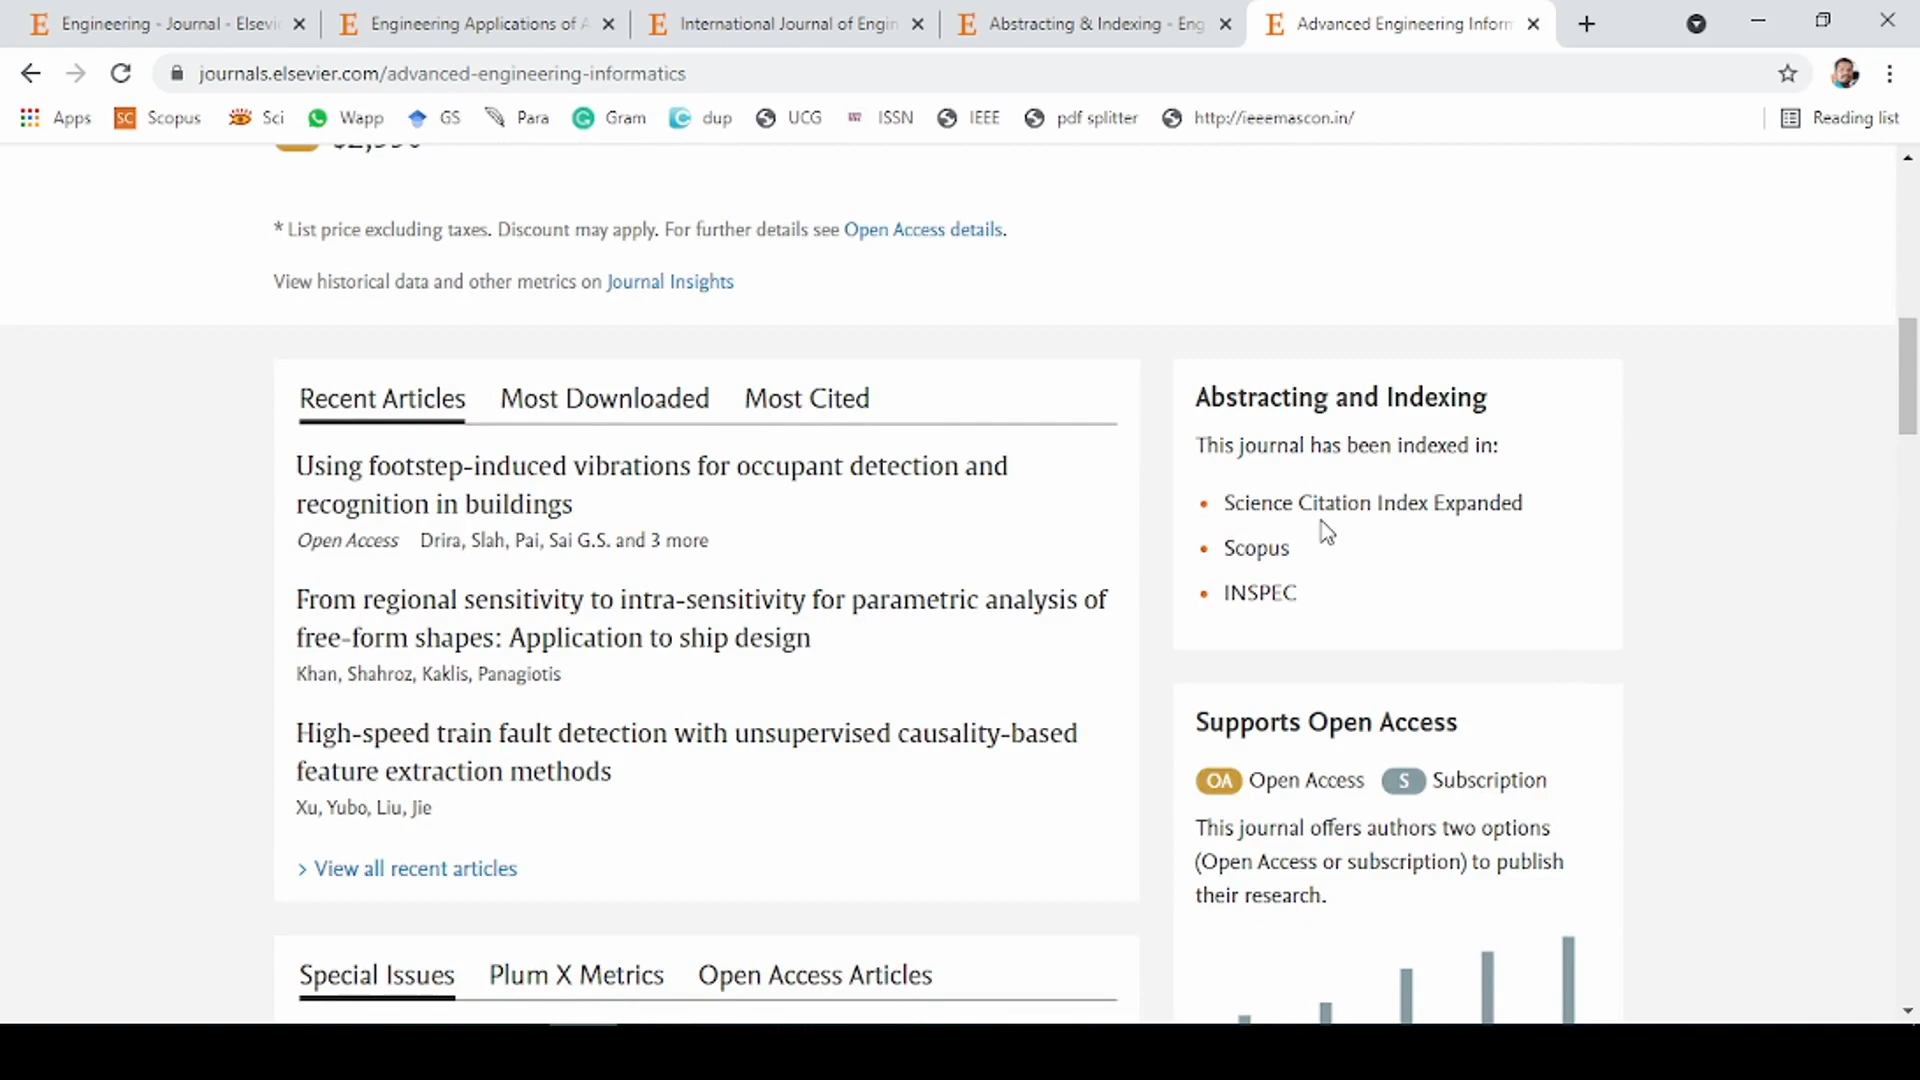 Engineering - Journal - Elsevi
Engineering Applications of A
International Journal of Engin
Abstracting & Indexing - Eng
Advanced Engineering Inform
journals.elsevier.com/advanced-engineering-informatics
Apps
SC Scopus
Sci
Wapp
GS
Para
Gram
dup
UCG
ISSN
IEEE
pdf splitter
http://ieeemascon.in/
Reading list
* List price excluding taxes. Discount may apply. For further details see Open Access details.
View historical data and other metrics on Journal Insights
Recent Articles Most Downloaded Most Cited
Using footstep-induced vibrations for occupant detection and
recognition in buildings
Open Access Drira, Slah, Pai, Sai G.S. and 3 more
From regional sensitivity to intra-sensitivity for parametric analysis of
free-form shapes: Application to ship design
Khan, Shahroz, Kaklis, Panagiotis
High-speed train fault detection with unsupervised causality-based
feature extraction methods
Xu, Yubo, Liu, Jie
> View all recent articles
Special Issues Plum X Metrics Open Access Articles
Abstracting and Indexing
This journal has been indexed in:
• Science Citation Index Expanded
• Scopus
• INSPEC
Supports Open Access
OA Open Access S Subscription
This journal offers authors two options
(Open Access or subscription) to publish
their research.